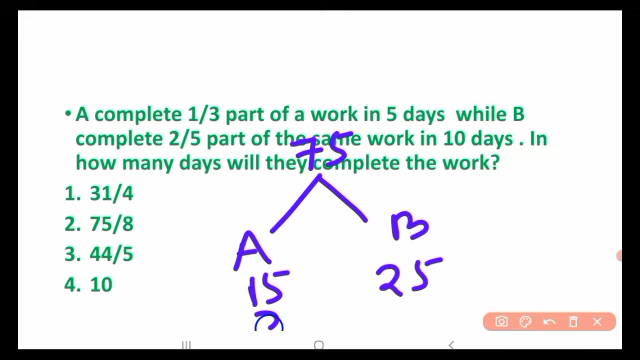 • A complete 1/3 part of a work in 5 days while B
complete 2/5 part of the same work in 10 days . In
how many days will they complete the work?
75
1. 31/4
2. 75/8
3. 44/5
4. 10
A B
15 25